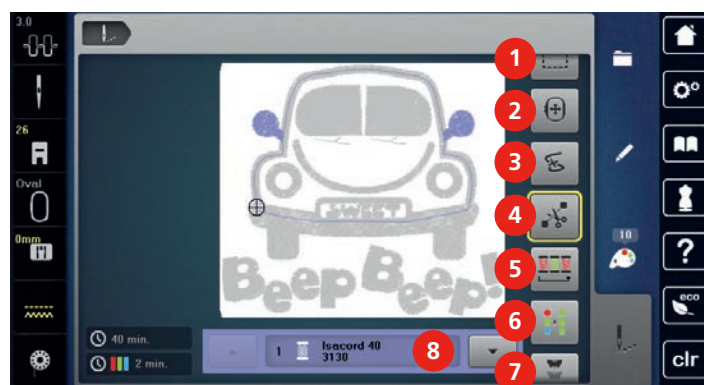 3.0
26
Oval
0mm
SWEET
Beep Beep!
40 min.
2 min.
1
Isacord 40
3130
1
2
3
4
5
6
7
8
10
?
eco
clr